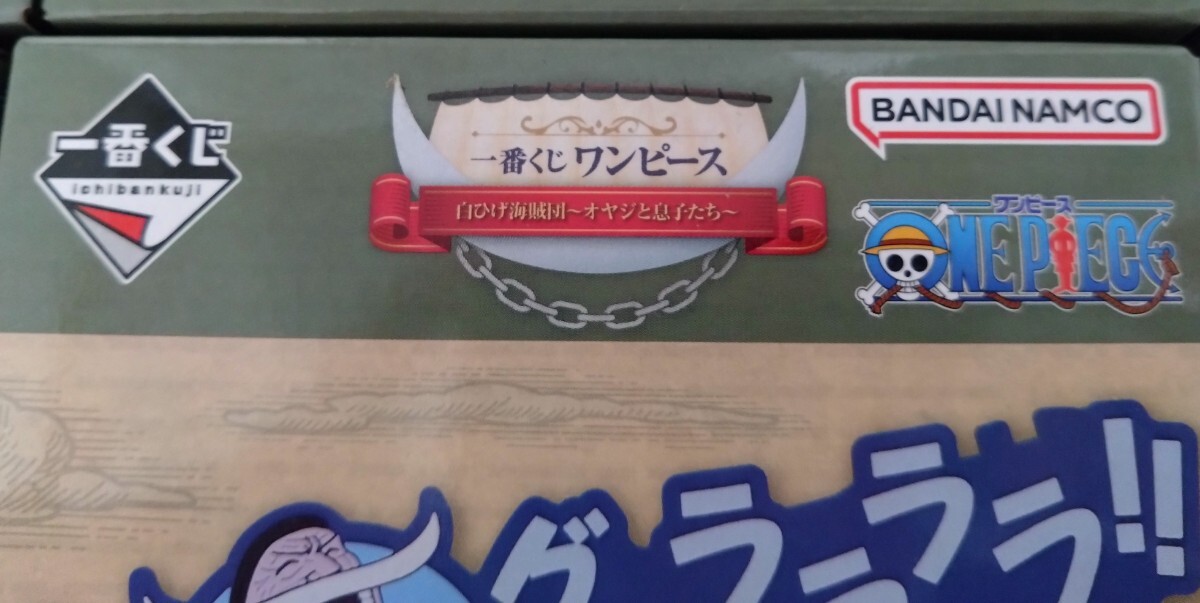 一番くじ
ichibankuji
一番くじ ワンピース
白ひげ海賊団～オヤジと息子たち～
BANDAI NAMCO
ワンピース
ONE PIECE
グラララララ!!